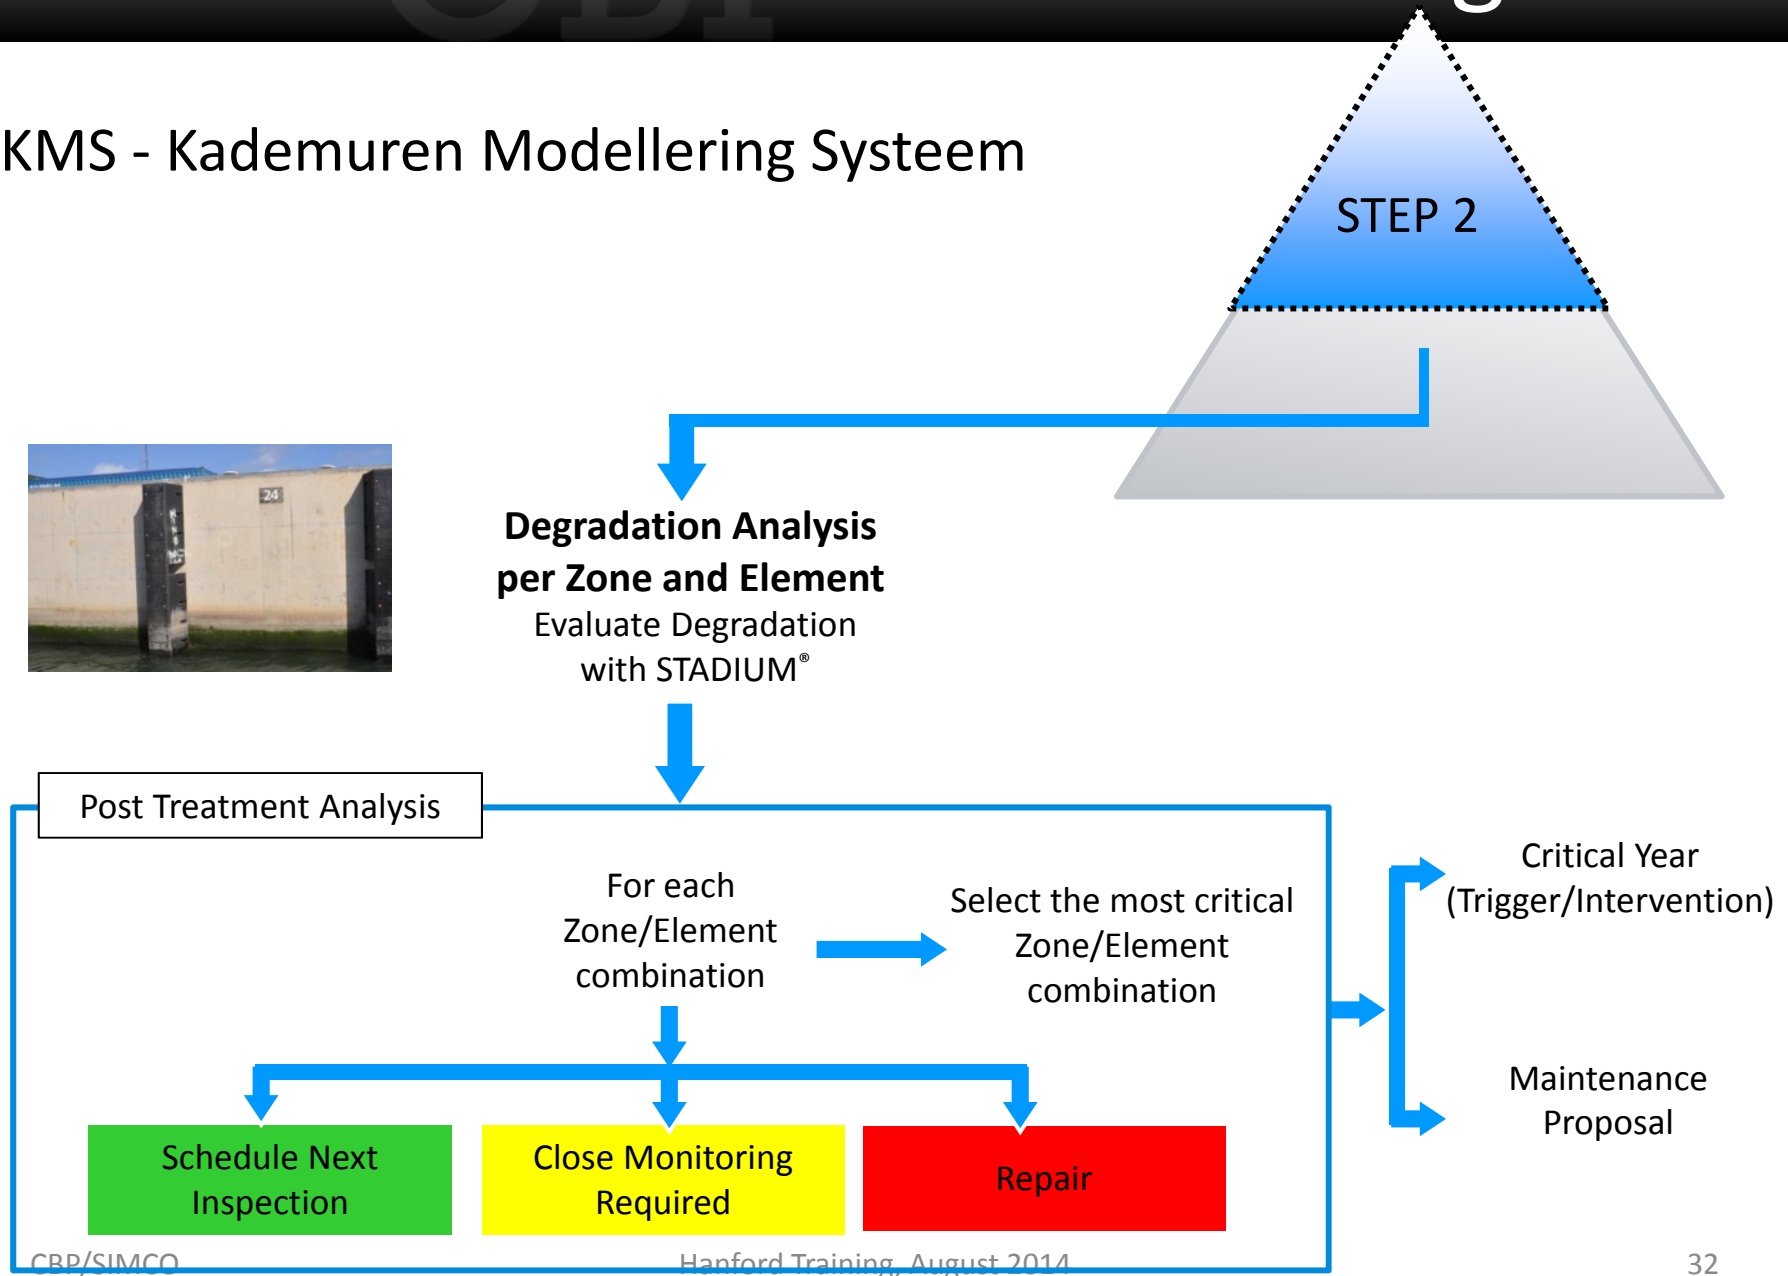 KMS - Kademuren Modellering Systeem
STEP 2
24
Degradation Analysis
per Zone and Element
Evaluate Degradation
with STADIUM®
Post Treatment Analysis
For each
Zone/Element
combination
Select the most critical
Zone/Element
combination
Critical Year
(Trigger/Intervention)
Maintenance
Proposal
Schedule Next
Inspection
Close Monitoring
Required
Repair
CBP/SIMCO
Hanford Training, August 2014
32